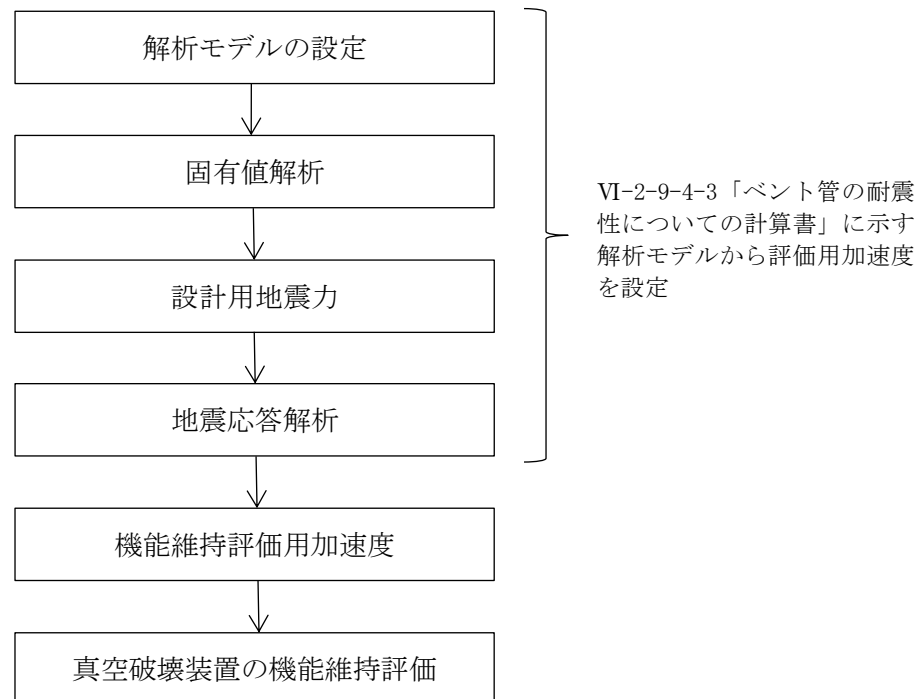 解析モデルの設定
固有値解析
設計用地震力
地震応答解析
機能維持評価用加速度
真空破壊装置の機能維持評価
Ⅵ-2-9-4-3「ベント管の耐震
性についての計算書」に示す
解析モデルから評価用加速度
を設定